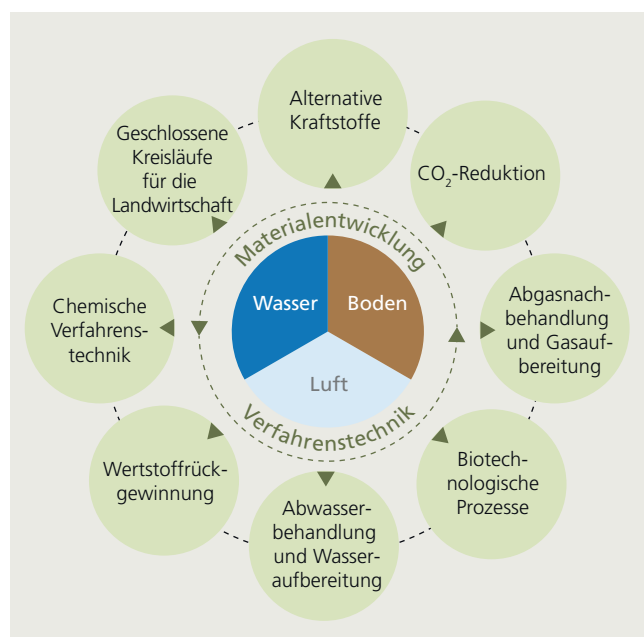 Alternative
Kraftstoffe
Geschlossene
Kreisläufe
für die
Landwirtschaft
CO₂-Reduktion
Materialentwicklung
Wasser
Boden
Luft
Verfahrenstechnik
Chemische
Verfahrens-
technik
Abgasnach-
behandlung
und Gasauf-
bereitung
Wertstoffrück-
gewinnung
Biotech-
nologische
Prozesse
Abwasser-
behandlung
und Wasser-
aufbereitung